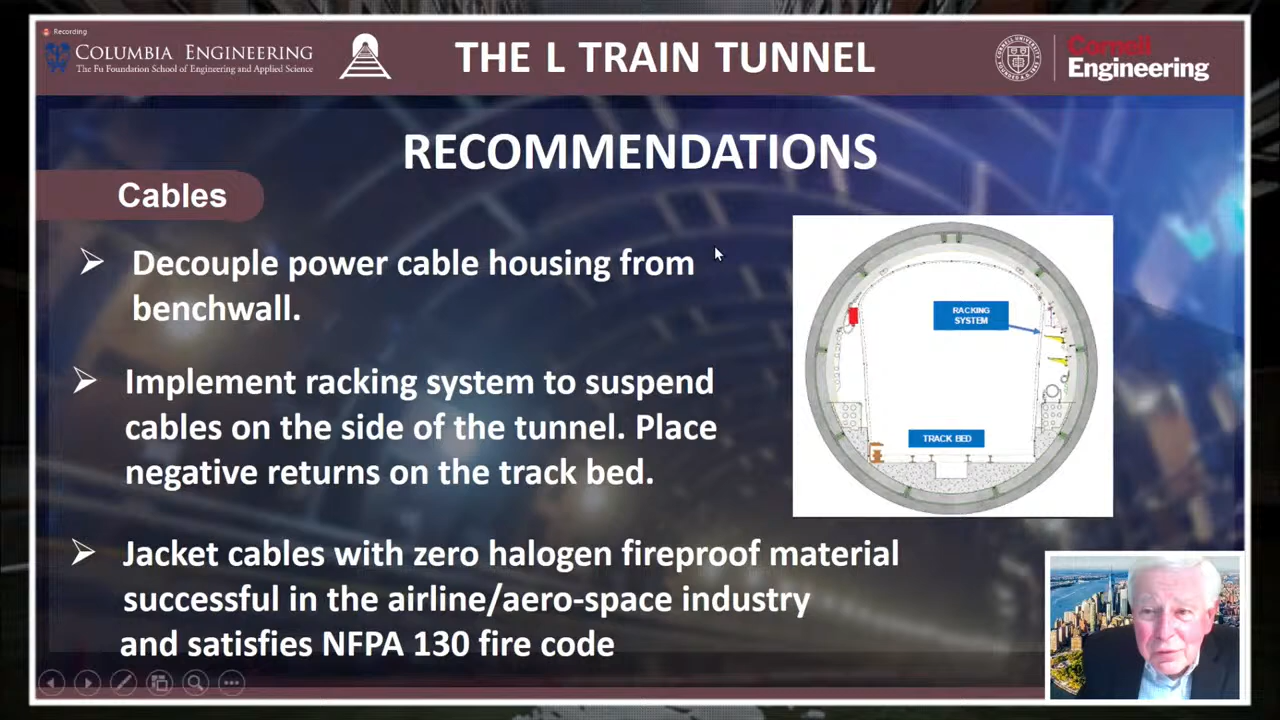 Recording
COLUMBIA ENGINEERING
The Fu Foundation School of Engineering and Applied Science
THE L TRAIN TUNNEL
Cornell
Engineering
RECOMMENDATIONS
Cables
Decouple power cable housing from
benchwall.
Implement racking system to suspend
cables on the side of the tunnel. Place
negative returns on the track bed.
Jacket cables with zero halogen fireproof material
successful in the airline/aero-space industry
and satisfies NFPA 130 fire code
RACKING
SYSTEM
TRACK BED